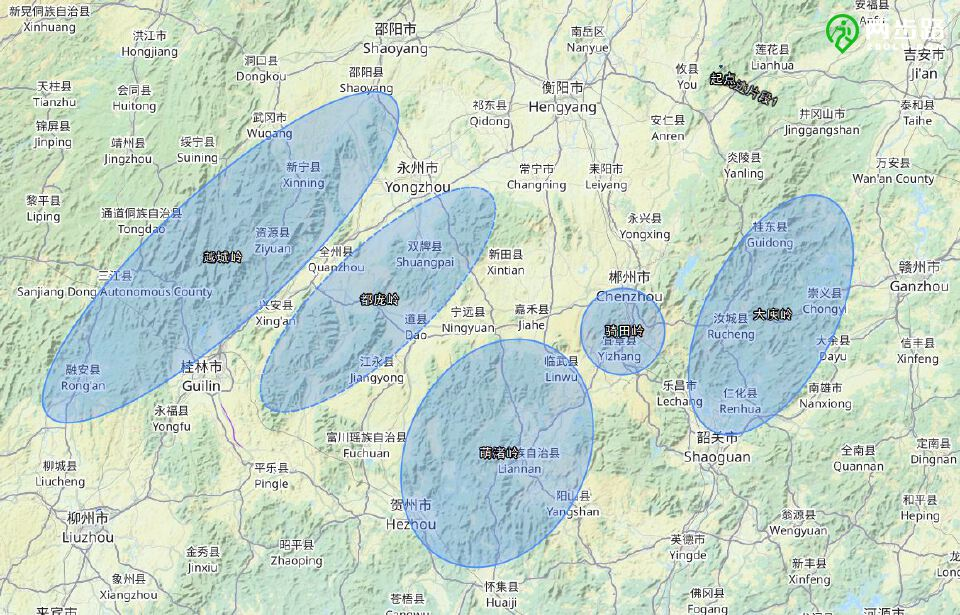 新晃侗族自治县
Xinhuang
洪江市
Hongjiang
邵阳市
Shaoyang
南岳区
Nanyue
安福县
莲花县
Lianhua
吉安市
Ji'an
洞口县
Dongkou
邵阳县
Shaoyang
攸县
You
起点
天柱县
Tianzhu
会同县
Huitong
衡阳市
Hengyang
祁东县
Qidong
泰和县
Taihe
井冈山市
Jinggangshan
安仁县
Anren
锦屏县
Jinping
靖州县
Jingzhou
绥宁县
Suining
武冈市
Wugang
新宁县
Xinning
永州市
Yongzhou
常宁市
Changning
耒阳市
Leiyang
炎陵县
Yanling
万安县
Wan'an County
黎平县
Liping
通道侗族自治县
Tongdao
资源县
Ziyuan
全州县
Quanzhou
双牌县
Shuangpai
新田县
Xintian
永兴县
Yongxing
桂东县
Guidong
越城岭
三江县
Sanjiang Dong Autonomous County
都庞岭
郴州市
Chenzhou
赣州市
Ganzhou
崇义县
Chongyi
兴安县
Xing'an
道县
Dao
宁远县
Ningyuan
嘉禾县
Jiahe
骑田岭
宜章县
Yizhang
汝城县
Rucheng
大庾岭
大余县
Dayu
信丰县
Xinfeng
融安县
Rong'an
桂林市
Guilin
江永县
Jiangyong
临武县
Linwu
乐昌市
Lechang
仁化县
Renhua
南雄市
Nanxiong
永福县
Yongfu
富川瑶族自治县
Fuchuan
韶关市
Shaoguan
全南县
Quannan
定南县
Dingnan
萌渚岭
族自治县
Liannan
柳城县
Liucheng
平乐县
Pingle
贺州市
Hezhou
阳山县
Yangshan
和平县
Heping
柳州市
Liuzhou
翁源县
Wengyuan
金秀县
Jinxiu
昭平县
Zhaoping
英德市
Yingde
新丰县
Xinfeng
象州县
Xiangzhou
怀集县
Huaiji
苍梧县
Cangwu
佛冈县
Fogang
来宾市
河源市